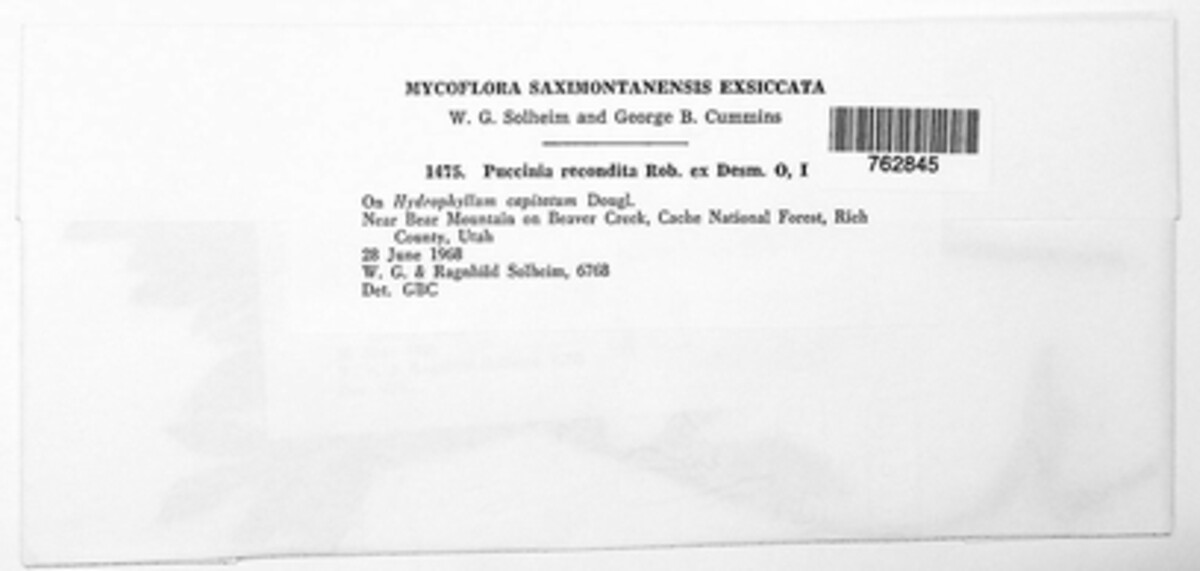 MYCOFLORA SAXIMONTANENSIS EXSICCATA
W. G. Solheim and George B. Cummins
762845
1475. Puccinia recondita Rob. ex Desm. O, I
On Hydrophyllum capitatum Dougl.
Near Bear Mountain on Beaver Creek, Cache National Forest, Rich
County, Utah
28 June 1968
W. G. & Ragnhild Solheim, 6768
Det. GBC